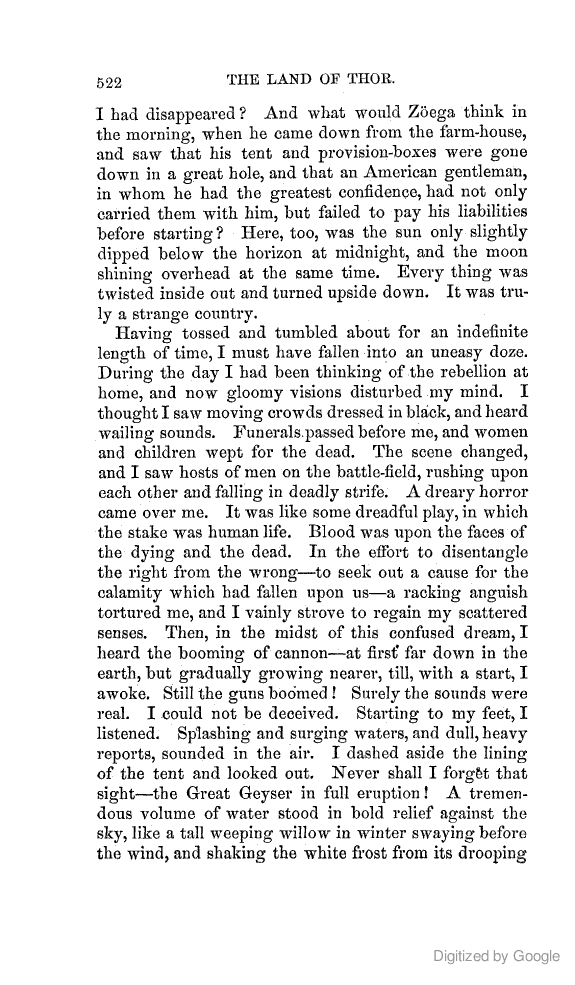 522 THE LAND OF THOR.
I had disappeared? And what would Zöega think in
the morning, when he came down from the farm-house,
and saw that his tent and provision-boxes were gone
down in a great hole, and that an American gentleman,
in whom he had the greatest confidence, had not only
carried them with him, but failed to pay his liabilities
before starting? Here, too, was the sun only slightly
dipped below the horizon at midnight, and the moon
shining overhead at the same time. Every thing was
twisted inside out and turned upside down. It was tru-
ly a strange country.
Having tossed and tumbled about for an indefinite
length of time, I must have fallen into an uneasy doze.
During the day I had been thinking of the rebellion at
home, and now gloomy visions disturbed my mind. I
thought I saw moving crowds dressed in black, and heard
wailing sounds. Funerals passed before me, and women
and children wept for the dead. The scene changed,
and I saw hosts of men on the battle-field, rushing upon
each other and falling in deadly strife. A dreary horror
came over me. It was like some dreadful play, in which
the stake was human life. Blood was upon the faces of
the dying and the dead. In the effort to disentangle
the right from the wrong—to seek out a cause for the
calamity which had fallen upon us—a racking anguish
tortured me, and I vainly strove to regain my scattered
senses. Then, in the midst of this confused dream, I
heard the booming of cannon—at first far down in the
earth, but gradually growing nearer, till, with a start, I
awoke. Still the guns boomed! Surely the sounds were
real. I could not be deceived. Starting to my feet, I
listened. Splashing and surging waters, and dull, heavy
reports, sounded in the air. I dashed aside the lining
of the tent and looked out. Never shall I forget that
sight—the Great Geyser in full eruption! A tremen-
dous volume of water stood in bold relief against the
sky, like a tall weeping willow in winter swaying before
the wind, and shaking the white frost from its drooping
Digitized by Google